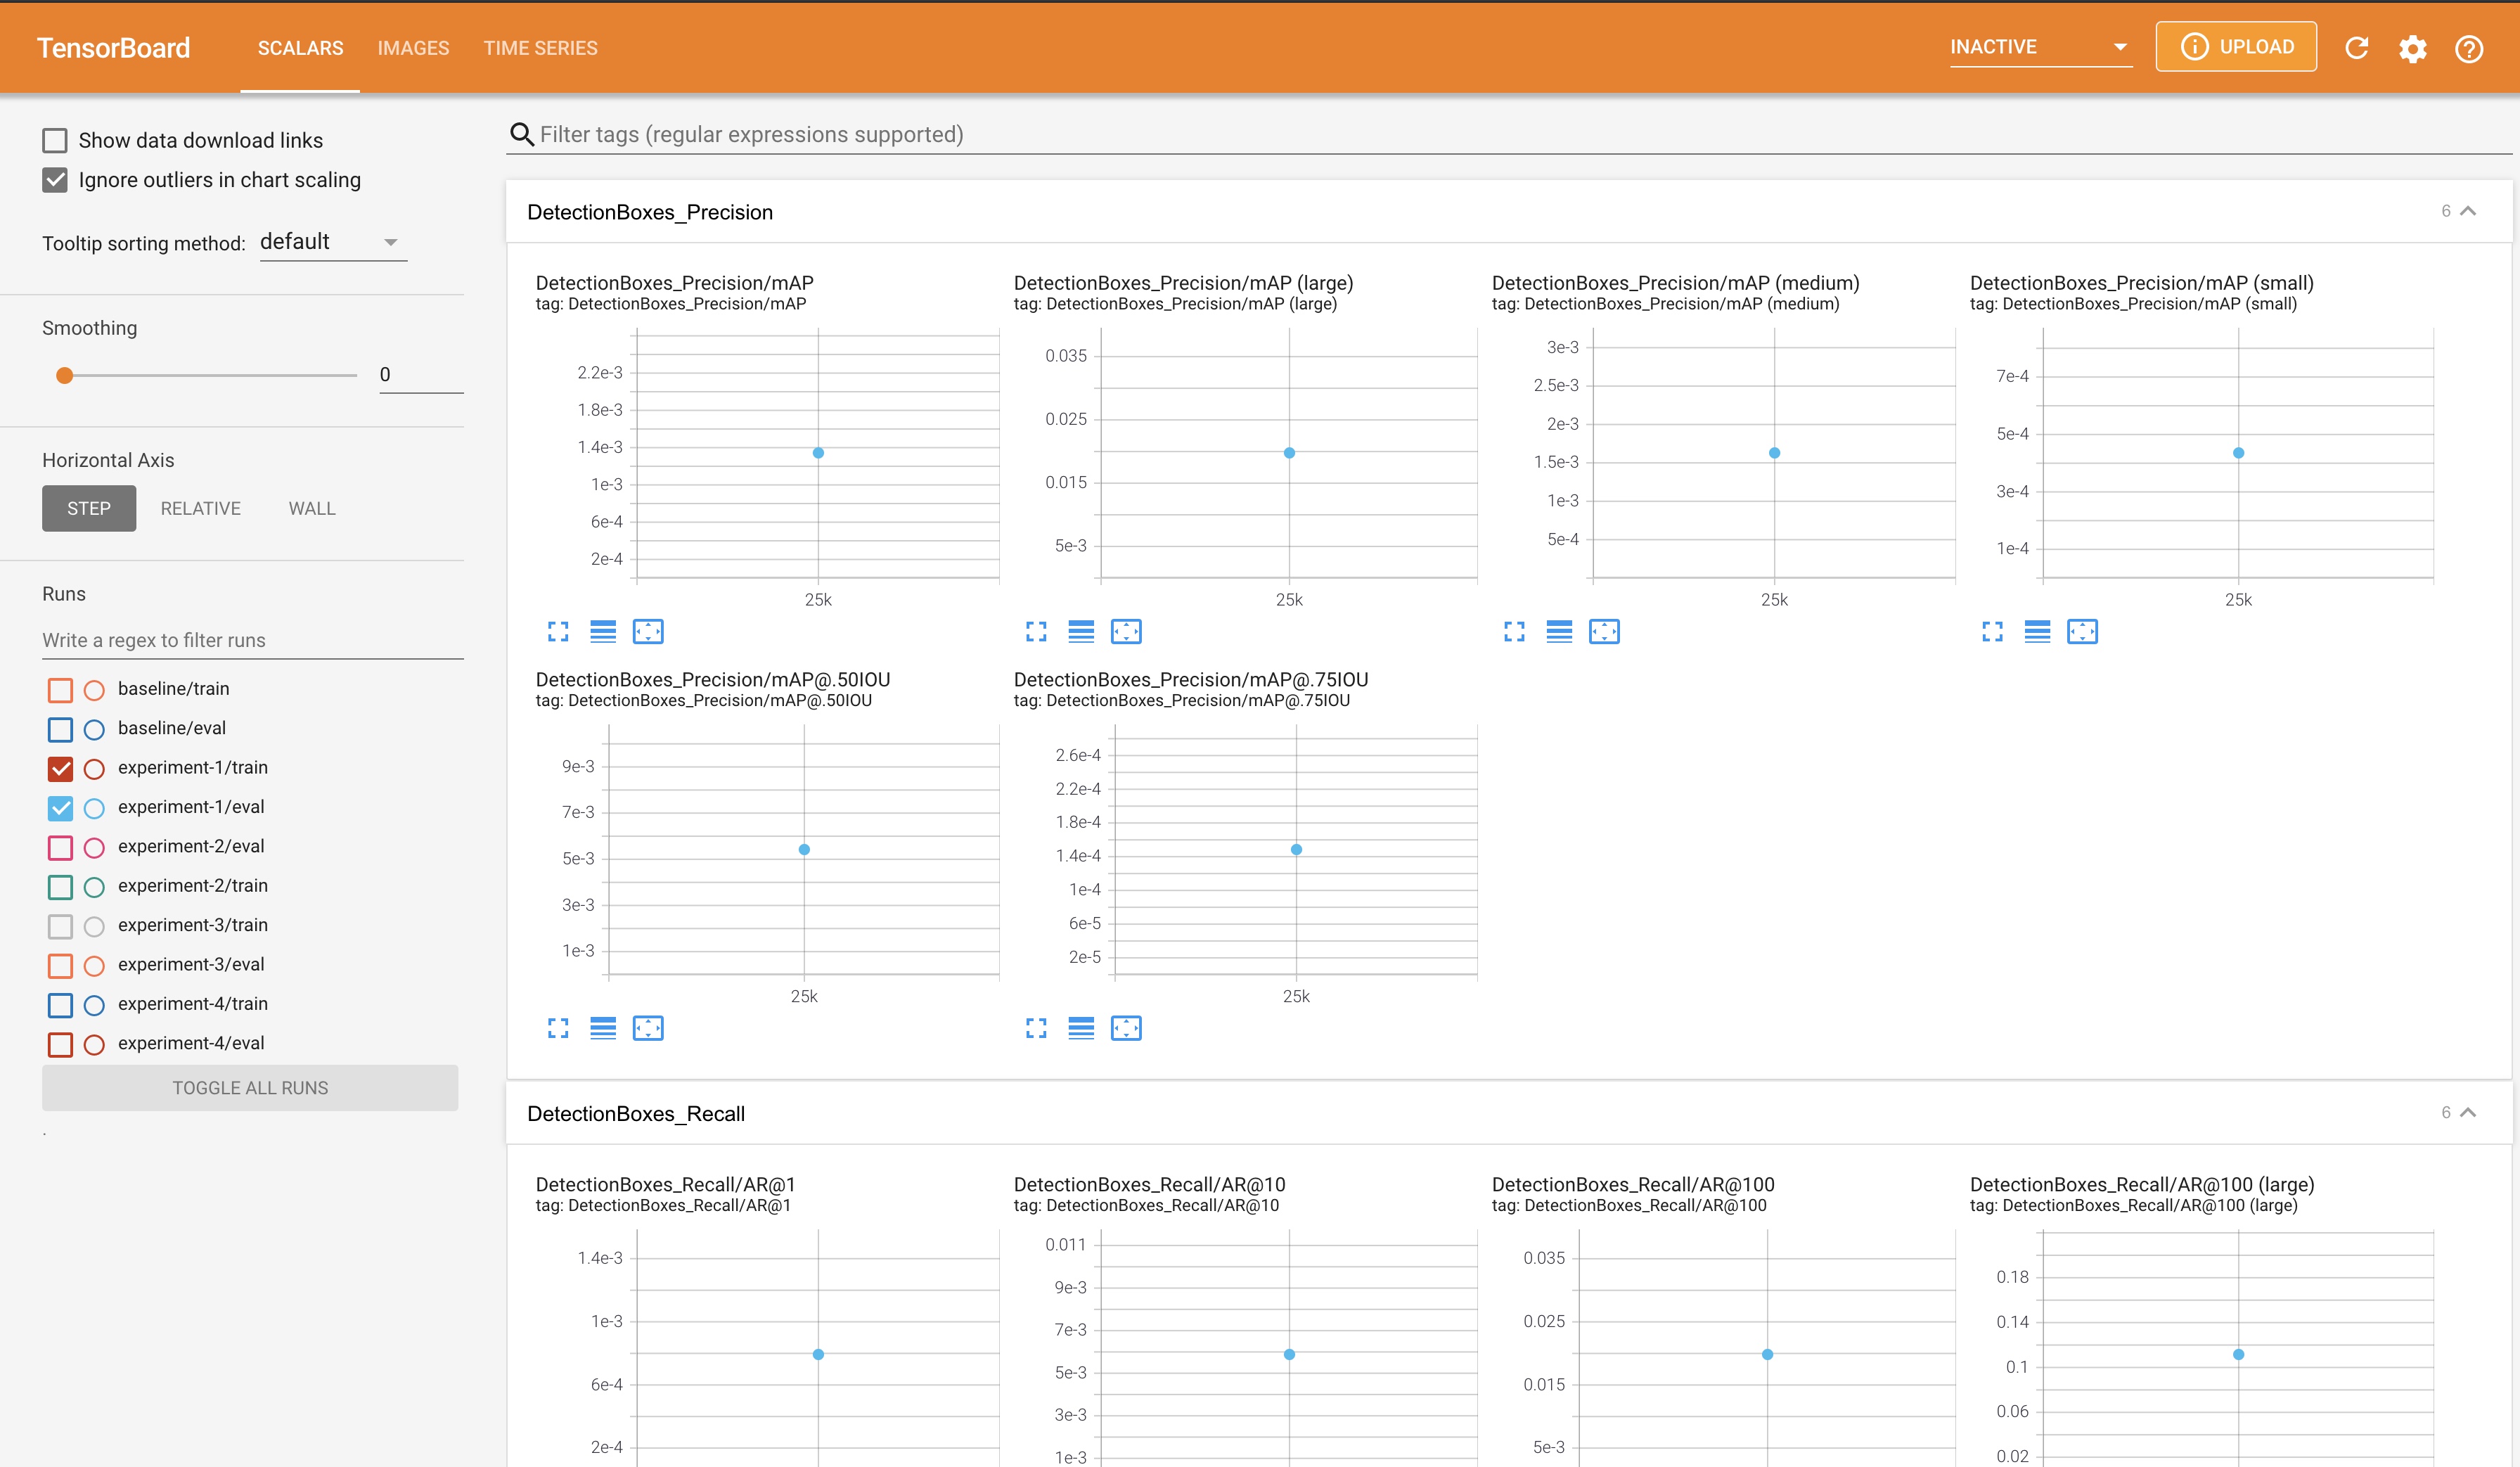 TensorBoard
SCALARS
IMAGES
TIME SERIES
INACTIVE
UPLOAD
Show data download links
Ignore outliers in chart scaling
Tooltip sorting method: default
Smoothing
0
Horizontal Axis
STEP
RELATIVE
WALL
Runs
Write a regex to filter runs
baseline/train
baseline/eval
experiment-1/train
experiment-1/eval
experiment-2/eval
experiment-2/train
experiment-3/train
experiment-3/eval
experiment-4/train
experiment-4/eval
TOGGLE ALL RUNS
.
Filter tags (regular expressions supported)
DetectionBoxes_Precision
6
DetectionBoxes_Precision/mAP
tag: DetectionBoxes_Precision/mAP
2.2e-3
1.8e-3
1.4e-3
1e-3
6e-4
2e-4
25k
DetectionBoxes_Precision/mAP (large)
tag: DetectionBoxes_Precision/mAP (large)
0.035
0.025
0.015
5e-3
25k
DetectionBoxes_Precision/mAP (medium)
tag: DetectionBoxes_Precision/mAP (medium)
3e-3
2.5e-3
2e-3
1.5e-3
1e-3
5e-4
25k
DetectionBoxes_Precision/mAP (small)
tag: DetectionBoxes_Precision/mAP (small)
7e-4
5e-4
3e-4
1e-4
25k
DetectionBoxes_Precision/mAP@.50IOU
tag: DetectionBoxes_Precision/mAP@.50IOU
9e-3
7e-3
5e-3
3e-3
1e-3
25k
DetectionBoxes_Precision/mAP@.75IOU
tag: DetectionBoxes_Precision/mAP@.75IOU
2.6e-4
2.2e-4
1.8e-4
1.4e-4
1e-4
6e-5
2e-5
25k
DetectionBoxes_Recall
6
DetectionBoxes_Recall/AR@1
tag: DetectionBoxes_Recall/AR@1
1.4e-3
1e-3
6e-4
2e-4
DetectionBoxes_Recall/AR@10
tag: DetectionBoxes_Recall/AR@10
0.011
9e-3
7e-3
5e-3
3e-3
1e-3
DetectionBoxes_Recall/AR@100
tag: DetectionBoxes_Recall/AR@100
0.035
0.025
0.015
5e-3
DetectionBoxes_Recall/AR@100 (large)
tag: DetectionBoxes_Recall/AR@100 (large)
0.18
0.14
0.1
0.06
0.02